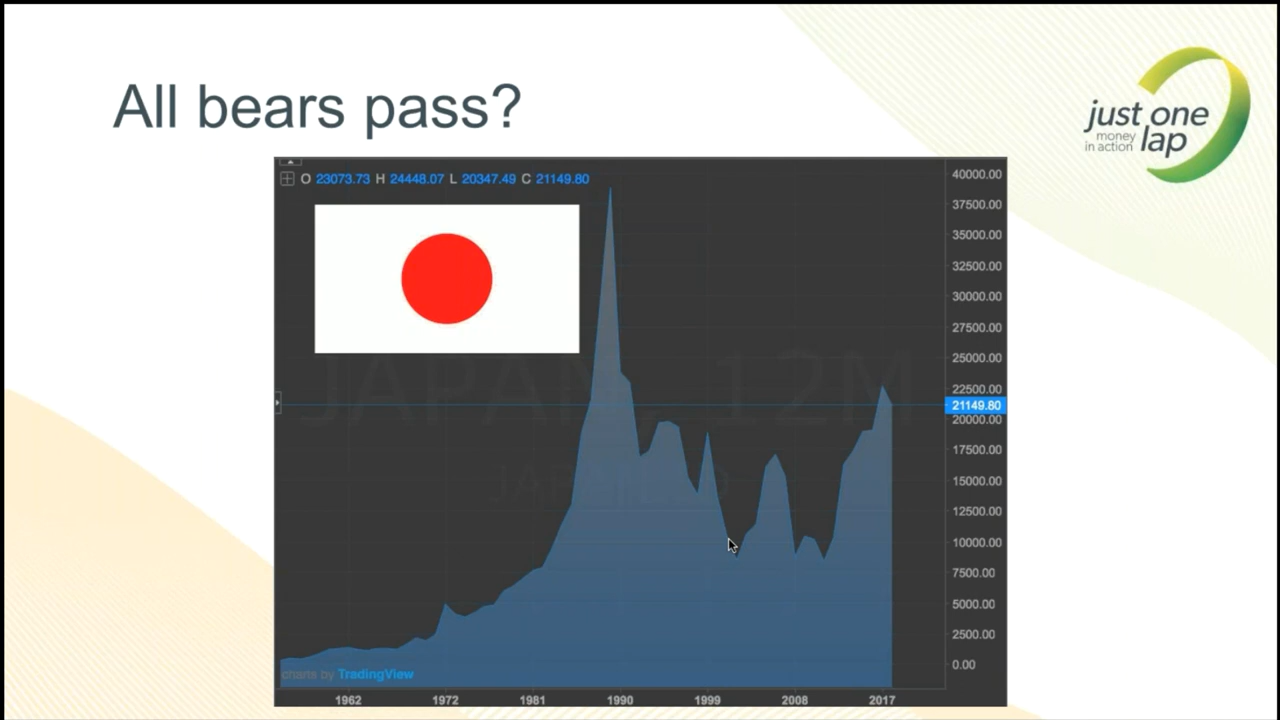 All bears pass?
just one
money
in action lap
O 23073.73 H 24448.07 L 20347.49 C 21149.80
40000.00
37500.00
35000.00
32500.00
30000.00
27500.00
25000.00
22500.00
21149.80
20000.00
17500.00
15000.00
12500.00
10000.00
7500.00
5000.00
2500.00
0.00
JAPAN, 12M
charts by TradingView
1962 1972 1981 1990 1999 2008 2017